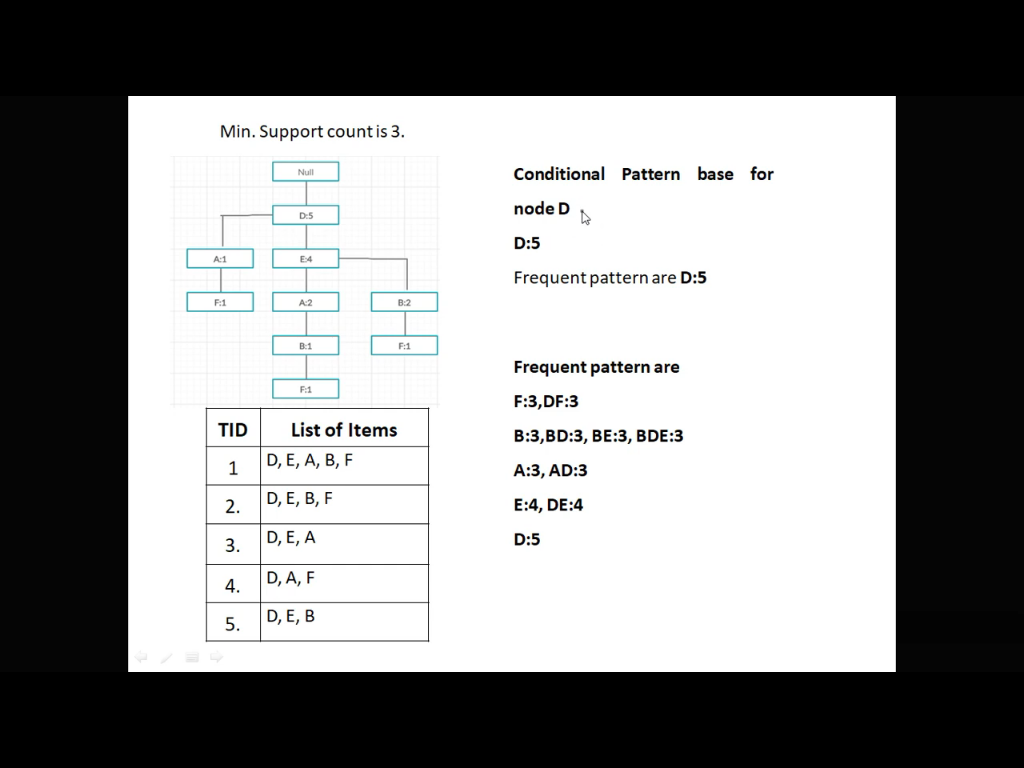 Min. Support count is 3.
Null
D:5
A:1
E:4
F:1
A:2
B:2
B:1
F:1
F:1
TID List of Items
1 D, E, A, B, F
2. D, E, B, F
3. D, E, A
4. D, A, F
5. D, E, B
Conditional Pattern base for
node D
D:5
Frequent pattern are D:5
Frequent pattern are
F:3,DF:3
B:3,BD:3, BE:3, BDE:3
A:3, AD:3
E:4, DE:4
D:5